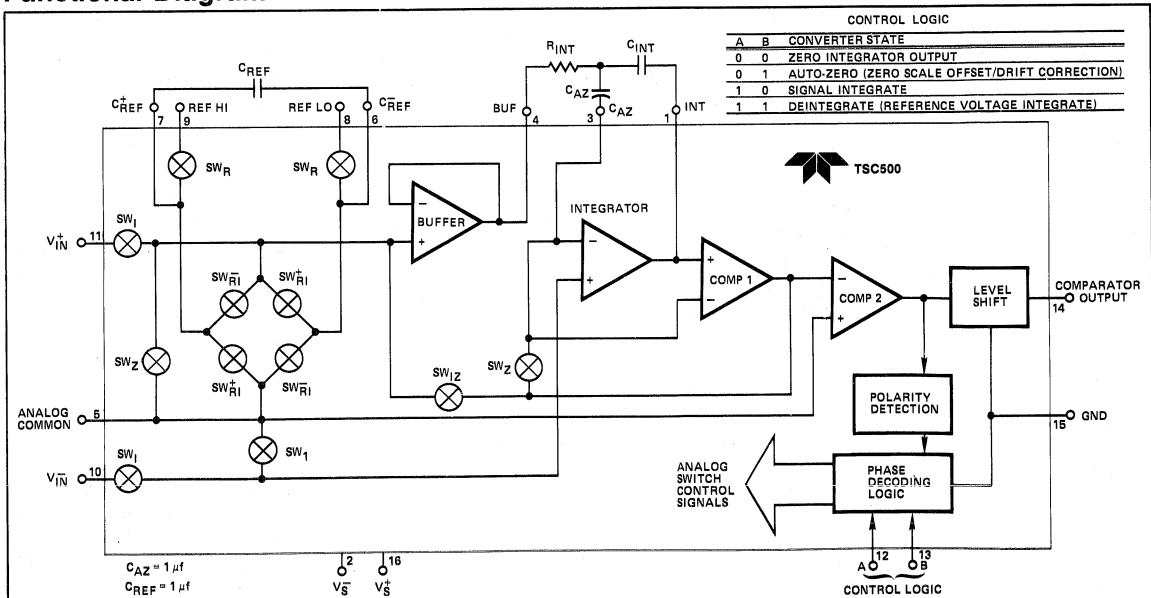 CONTROL LOGIC
A B CONVERTER STATE
0 0 ZERO INTEGRATOR OUTPUT
0 1 AUTO-ZERO (ZERO SCALE OFFSET/DRIFT CORRECTION)
1 0 SIGNAL INTEGRATE
1 1 DEINTEGRATE (REFERENCE VOLTAGE INTEGRATE)
CREF
RINT
CINT
CAZ
C+REF
REF HI
REF LO
C−REF
BUF
CAZ
INT
7
9
8
6
4
3
1
SWR
SWR
TSC500
BUFFER
−
+
INTEGRATOR
−
+
SWI
V+IN
11
SW−RI
SW+RI
+
COMP 1
−
−
COMP 2
+
LEVEL
SHIFT
COMPARATOR
OUTPUT
14
SWZ
SW+RI
SW−RI
SWIZ
SWZ
POLARITY
DETECTION
ANALOG
COMMON
5
GND
15
SW1
SWI
V−IN
10
ANALOG
SWITCH
CONTROL
SIGNALS
PHASE
DECODING
LOGIC
CAZ = 1 µf
CREF = 1 µf
2
16
V−S
V+S
12
13
A
B
CONTROL LOGIC